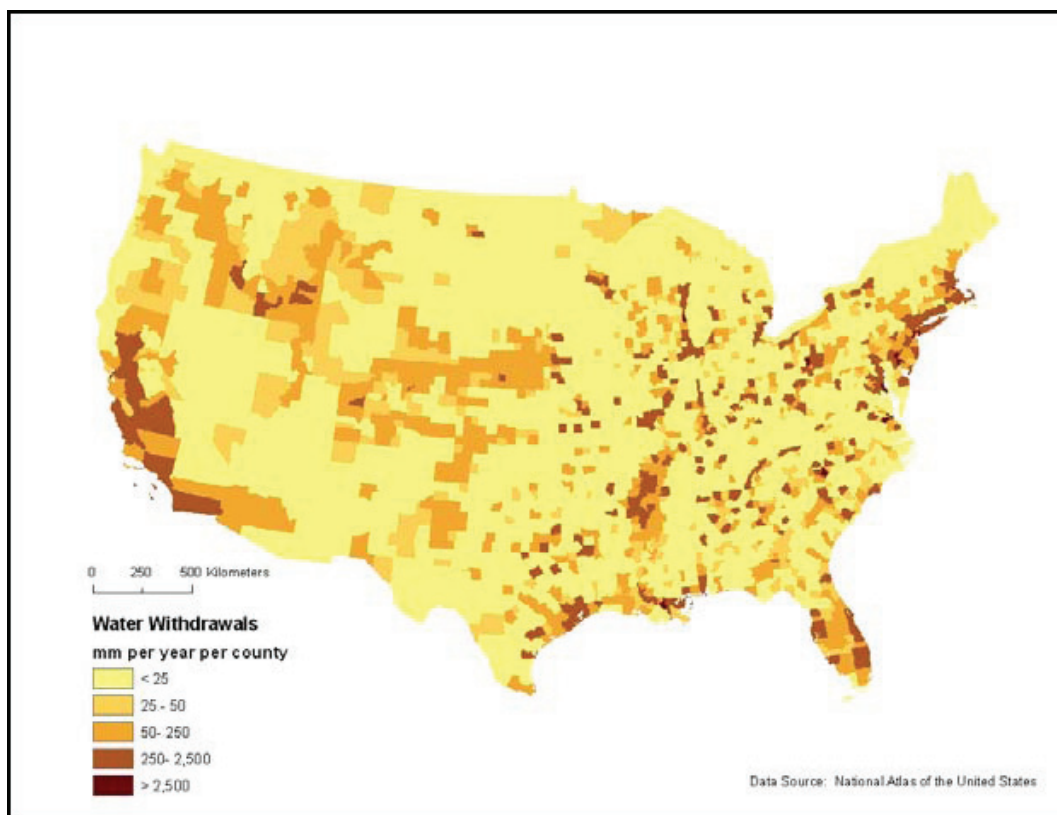 0 250 500 Kilometers
Water Withdrawals
mm per year per county
< 25
25 - 50
50- 250
250- 2,500
> 2,500
Data Source: National Atlas of the United States